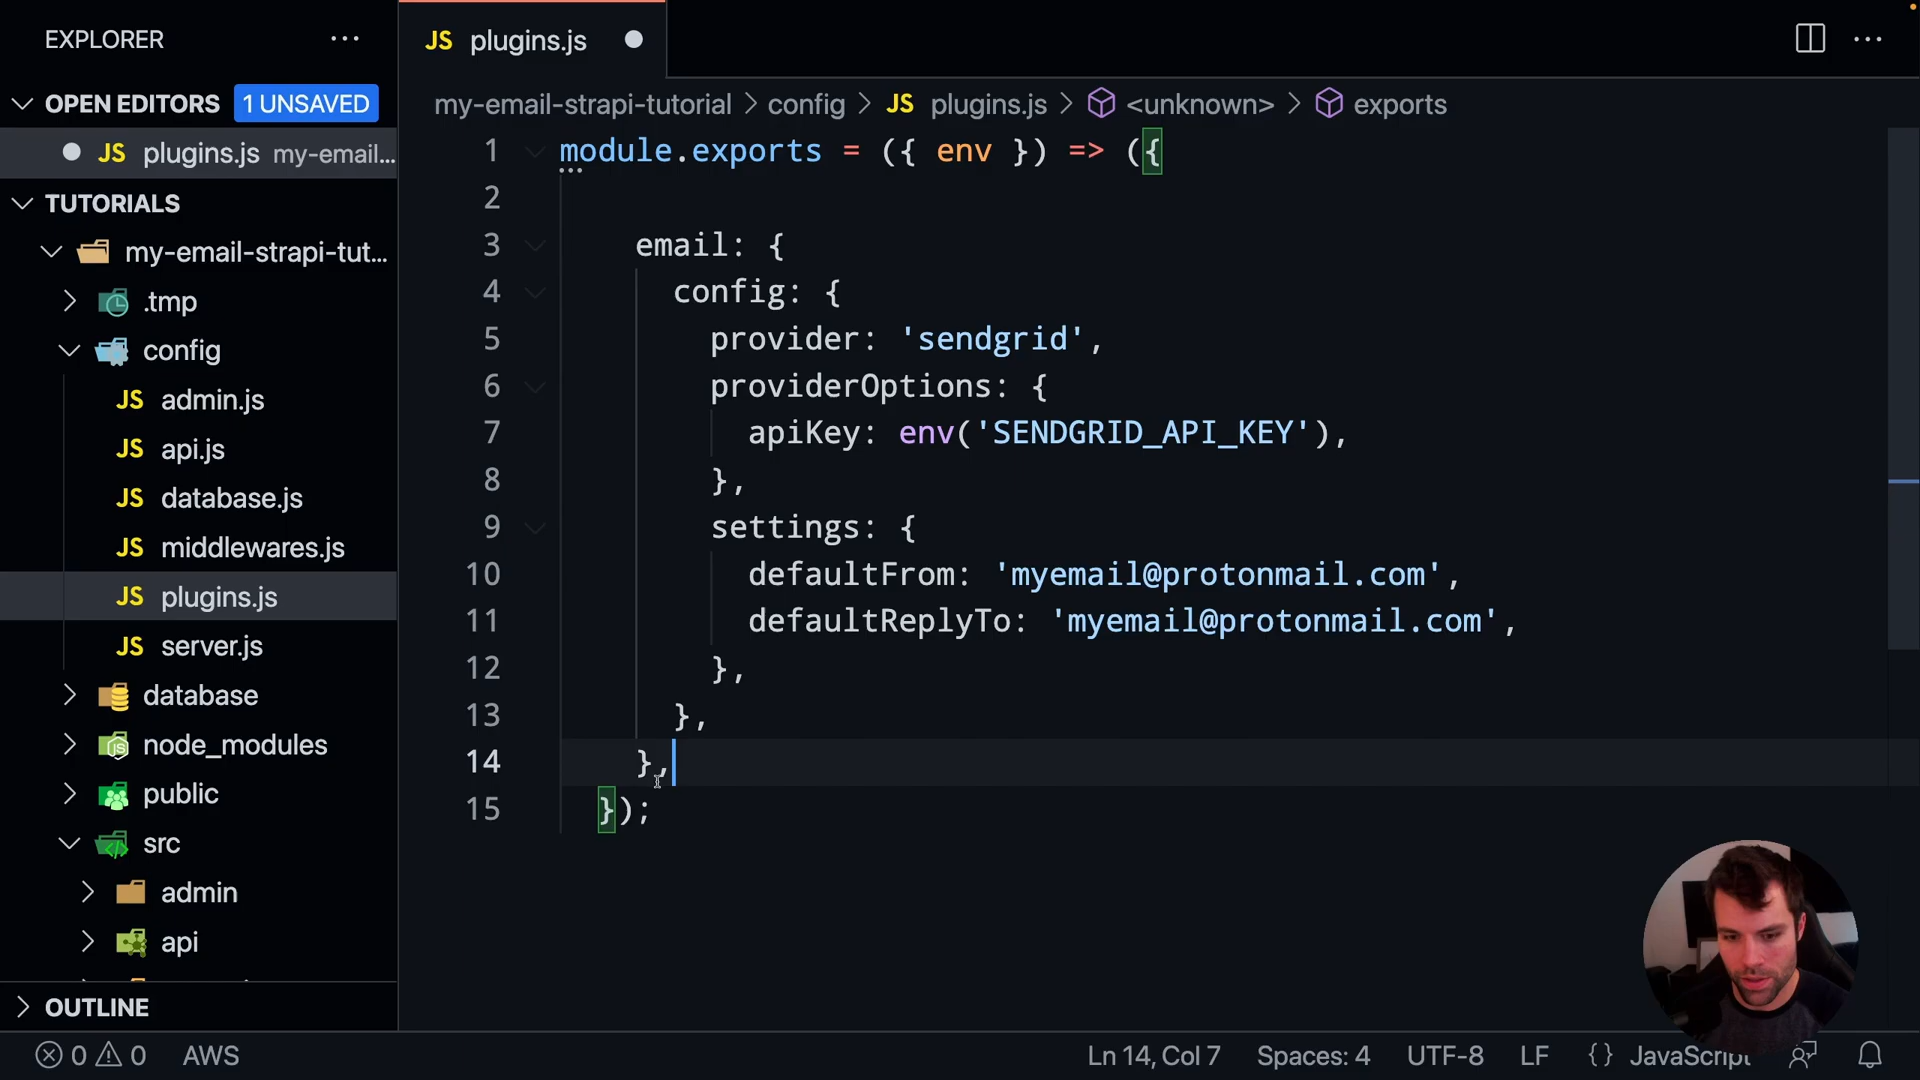 EXPLORER
OPEN EDITORS 1 UNSAVED
JS plugins.js my-email...
TUTORIALS
my-email-strapi-tut...
.tmp
config
JS admin.js
JS api.js
JS database.js
JS middlewares.js
JS plugins.js
JS server.js
database
node_modules
public
src
admin
api
OUTLINE
JS plugins.js
my-email-strapi-tutorial > config > JS plugins.js > <unknown> > exports
1 module.exports = ({ env }) => ({
2
3 email: {
4 config: {
5 provider: 'sendgrid',
6 providerOptions: {
7 apiKey: env('SENDGRID_API_KEY'),
8 },
9 settings: {
10 defaultFrom: 'myemail@protonmail.com',
11 defaultReplyTo: 'myemail@protonmail.com',
12 },
13 },
14 },
15 });
0 0 AWS Ln 14, Col 7 Spaces: 4 UTF-8 LF {} JavaScript